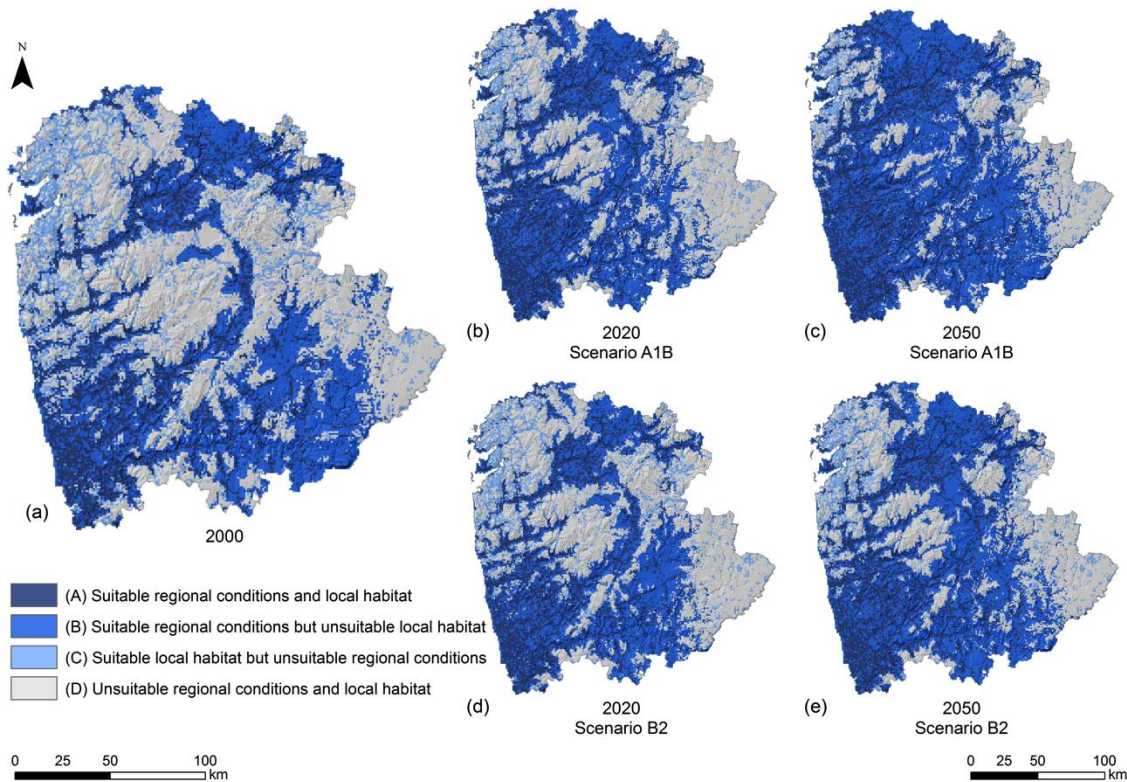 N
(a)
2000
(b)
2020
Scenario A1B
(c)
2050
Scenario A1B
(A) Suitable regional conditions and local habitat
(B) Suitable regional conditions but unsuitable local habitat
(C) Suitable local habitat but unsuitable regional conditions
(D) Unsuitable regional conditions and local habitat
(d)
2020
Scenario B2
(e)
2050
Scenario B2
0 25 50 100
km
0 25 50 100
km